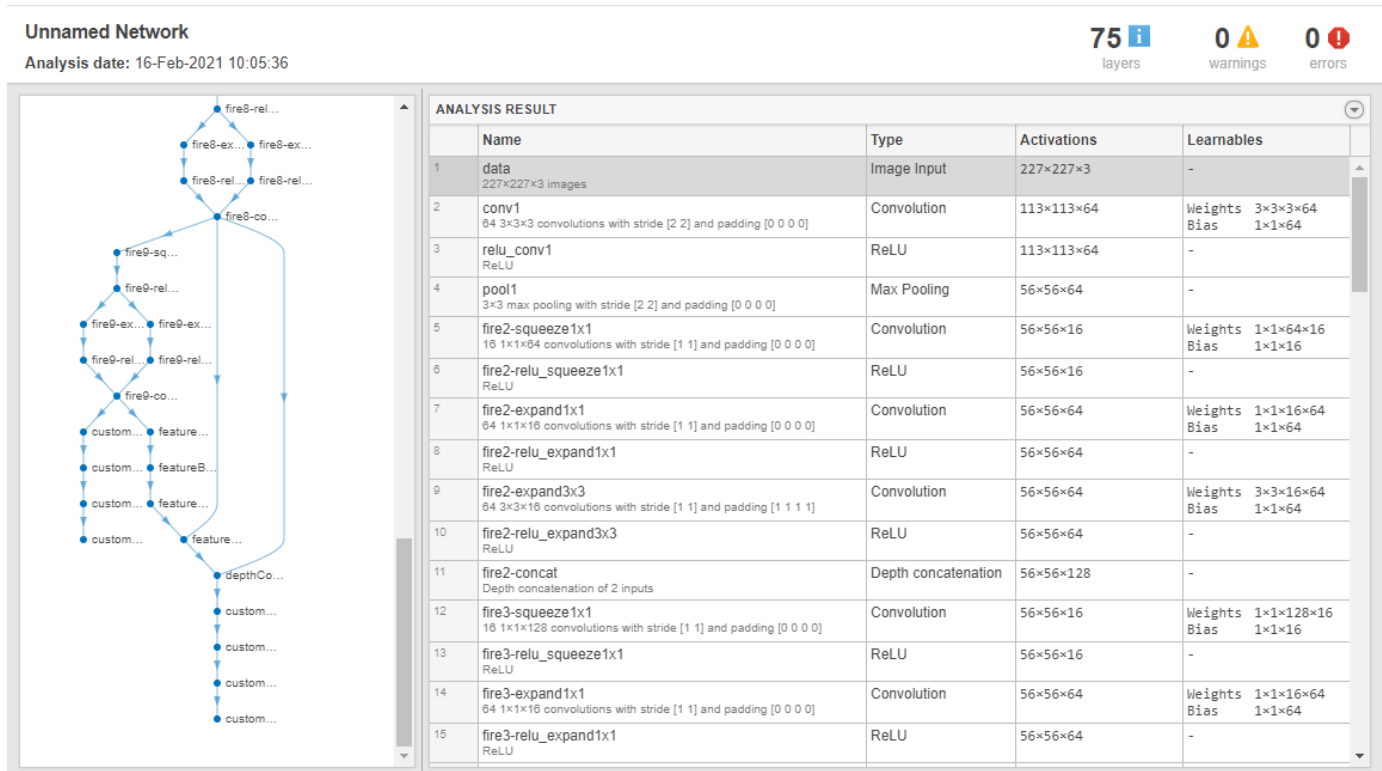 Unnamed Network
Analysis date: 16-Feb-2021 10:05:36
75 i
layers
0
warnings
0
errors
fire8-rel...
fire8-ex... fire8-ex...
fire8-rel... fire8-rel...
fire8-co...
fire9-sq...
fire9-rel...
fire9-ex... fire9-ex...
fire9-rel... fire9-rel...
fire9-co...
custom... feature...
custom... featureB...
custom... feature...
custom... feature...
depthCo...
custom...
custom...
custom...
custom...
ANALYSIS RESULT
Name Type Activations Learnables
1 data Image Input 227×227×3 -
227×227×3 images
2 conv1 Convolution 113×113×64 Weights 3×3×3×64
64 3×3×3 convolutions with stride [2 2] and padding [0 0 0 0] Bias 1×1×64
3 relu_conv1 ReLU 113×113×64 -
ReLU
4 pool1 Max Pooling 56×56×64 -
3×3 max pooling with stride [2 2] and padding [0 0 0 0]
5 fire2-squeeze1x1 Convolution 56×56×16 Weights 1×1×64×16
16 1×1×64 convolutions with stride [1 1] and padding [0 0 0 0] Bias 1×1×16
6 fire2-relu_squeeze1x1 ReLU 56×56×16 -
ReLU
7 fire2-expand1x1 Convolution 56×56×64 Weights 1×1×16×64
64 1×1×16 convolutions with stride [1 1] and padding [0 0 0 0] Bias 1×1×64
8 fire2-relu_expand1x1 ReLU 56×56×64 -
ReLU
9 fire2-expand3x3 Convolution 56×56×64 Weights 3×3×16×64
64 3×3×16 convolutions with stride [1 1] and padding [1 1 1 1] Bias 1×1×64
10 fire2-relu_expand3x3 ReLU 56×56×64 -
ReLU
11 fire2-concat Depth concatenation 56×56×128 -
Depth concatenation of 2 inputs
12 fire3-squeeze1x1 Convolution 56×56×16 Weights 1×1×128×16
16 1×1×128 convolutions with stride [1 1] and padding [0 0 0 0] Bias 1×1×16
13 fire3-relu_squeeze1x1 ReLU 56×56×16 -
ReLU
14 fire3-expand1x1 Convolution 56×56×64 Weights 1×1×16×64
64 1×1×16 convolutions with stride [1 1] and padding [0 0 0 0] Bias 1×1×64
15 fire3-relu_expand1x1 ReLU 56×56×64 -
ReLU